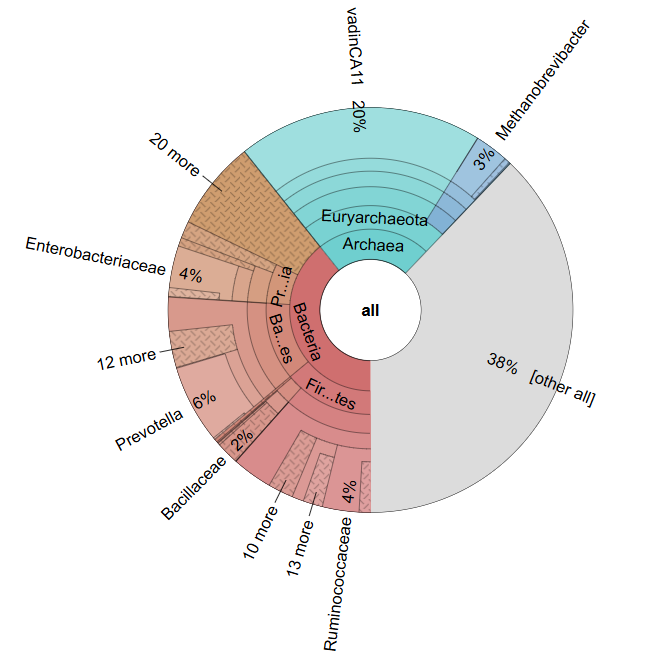 vadinCA11 20%
Methanobrevibacter
3%
20 more
Euryarchaeota
Archaea
Enterobacteriaceae
4%
Pr...ia
all
Bacteria
Ba...es
12 more
38% [other all]
Fir...tes
6%
Prevotella
2%
Bacillaceae
4%
Ruminococcaceae
10 more
13 more